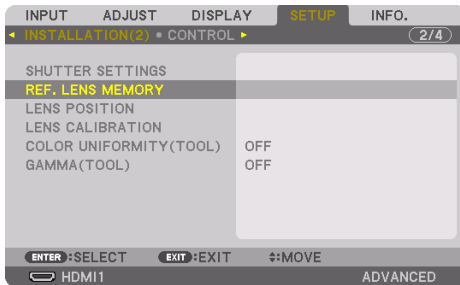 INPUT ADJUST DISPLAY SETUP INFO.
INSTALLATION(2) • CONTROL 2/4
SHUTTER SETTINGS
REF. LENS MEMORY
LENS POSITION
LENS CALIBRATION
COLOR UNIFORMITY(TOOL) OFF
GAMMA(TOOL) OFF
ENTER :SELECT EXIT :EXIT :MOVE
HDMI1 ADVANCED